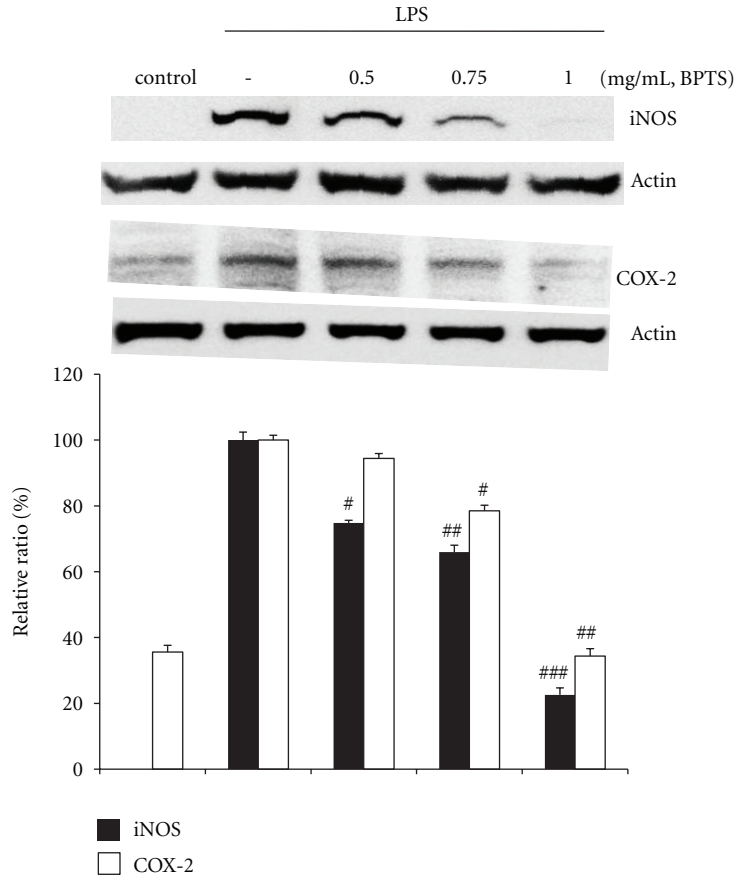 LPS
control - 0.5 0.75 1 (mg/mL, BPTS)
iNOS
Actin
COX-2
Actin
120
100
80
60
40
20
0
Relative ratio (%)
#
##
#
###
##
iNOS
COX-2